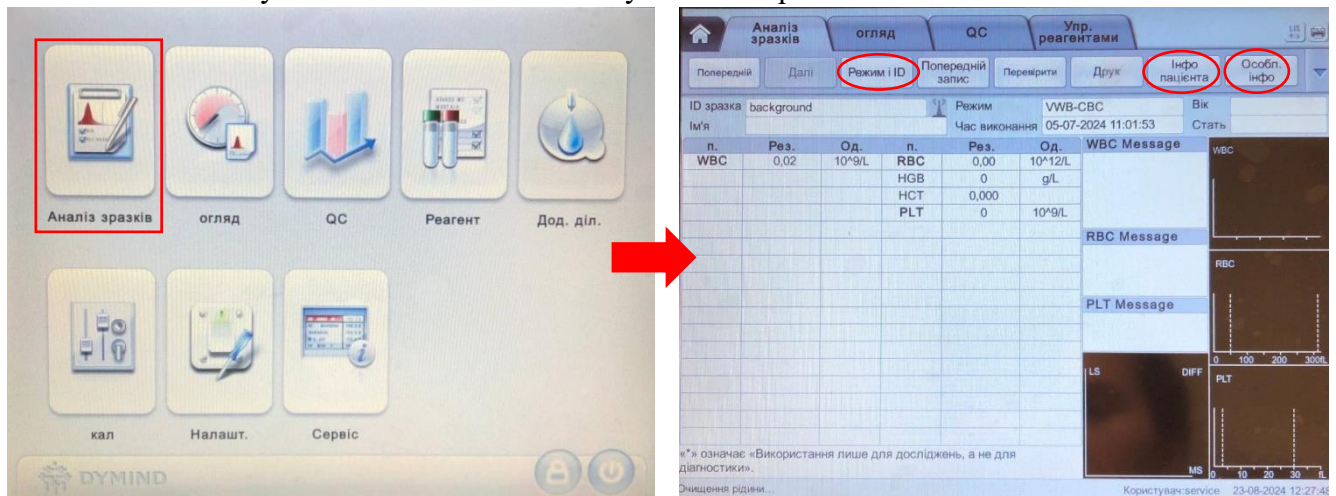 Аналіз зразків
огляд
QC
Реагент
Дод. діл.
кал
Налашт.
Сервіс
DYMIND
Аналіз зразків
огляд
QC
Упр. реагентами
LIS
Попередній
Далі
Режим і ID
Попередній запис
Перевірити
Друк
Інфо пацієнта
Особл. інфо
ID зразка background Режим VWB-CBC Вік
Ім'я Час виконання 05-07-2024 11:01:53 Стать
п. Рез. Од. п. Рез. Од. WBC Message
WBC 0,02 10^9/L RBC 0,00 10^12/L
HGB 0 g/L
HCT 0,000
PLT 0 10^9/L
RBC Message
PLT Message
WBC
RBC
0 100 200 300fL
LS DIFF
MS
PLT
0 10 20 30 fL
«*» означає «Використання лише для досліджень, а не для
діагностики».
Очищення рідини...
Користувач:service 23-08-2024 12:27:48